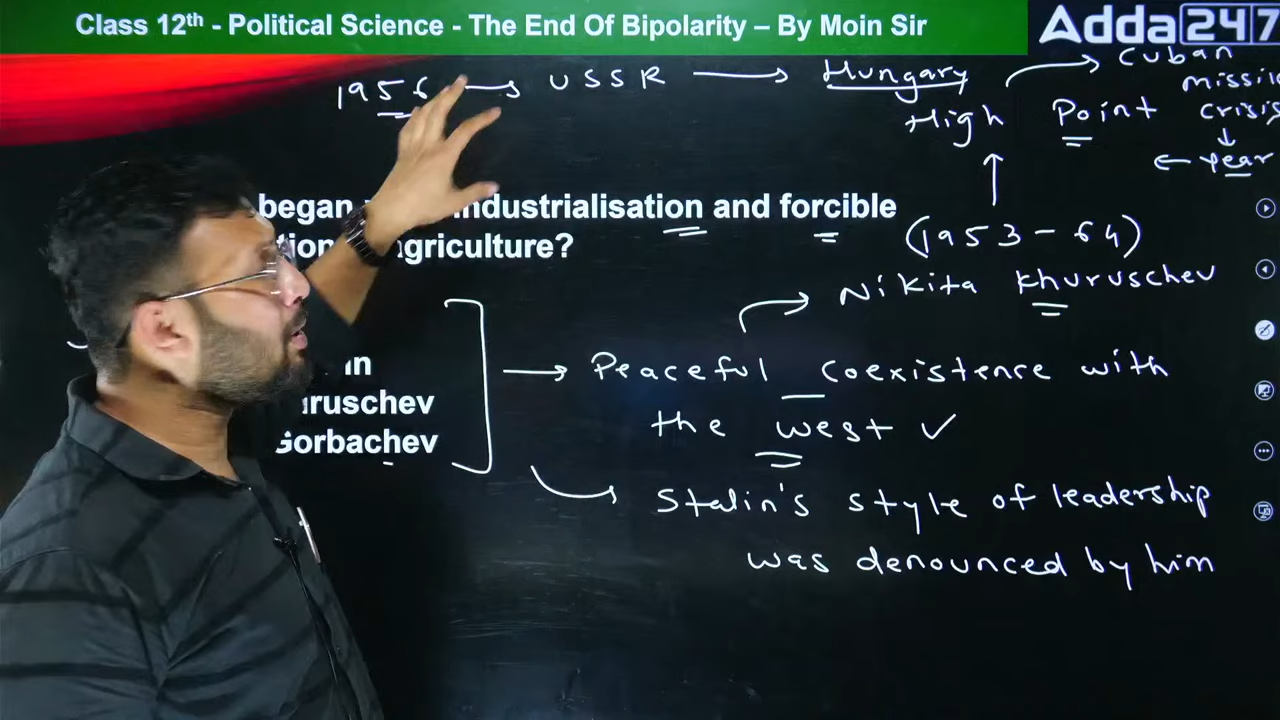 Class 12th - Political Science - The End Of Bipolarity – By Moin Sir
Adda247
1956 → USSR → Hungary
Cuban
missile
crisis
↓
← Year
High Point
↑
(1953-64)
began industrialisation and forcible
agriculture?
→ Nikita Khuruschev
→ Peaceful coexistence with
the west ✓
Gorbachev
→ Stalin's style of leadership
was denounced by him